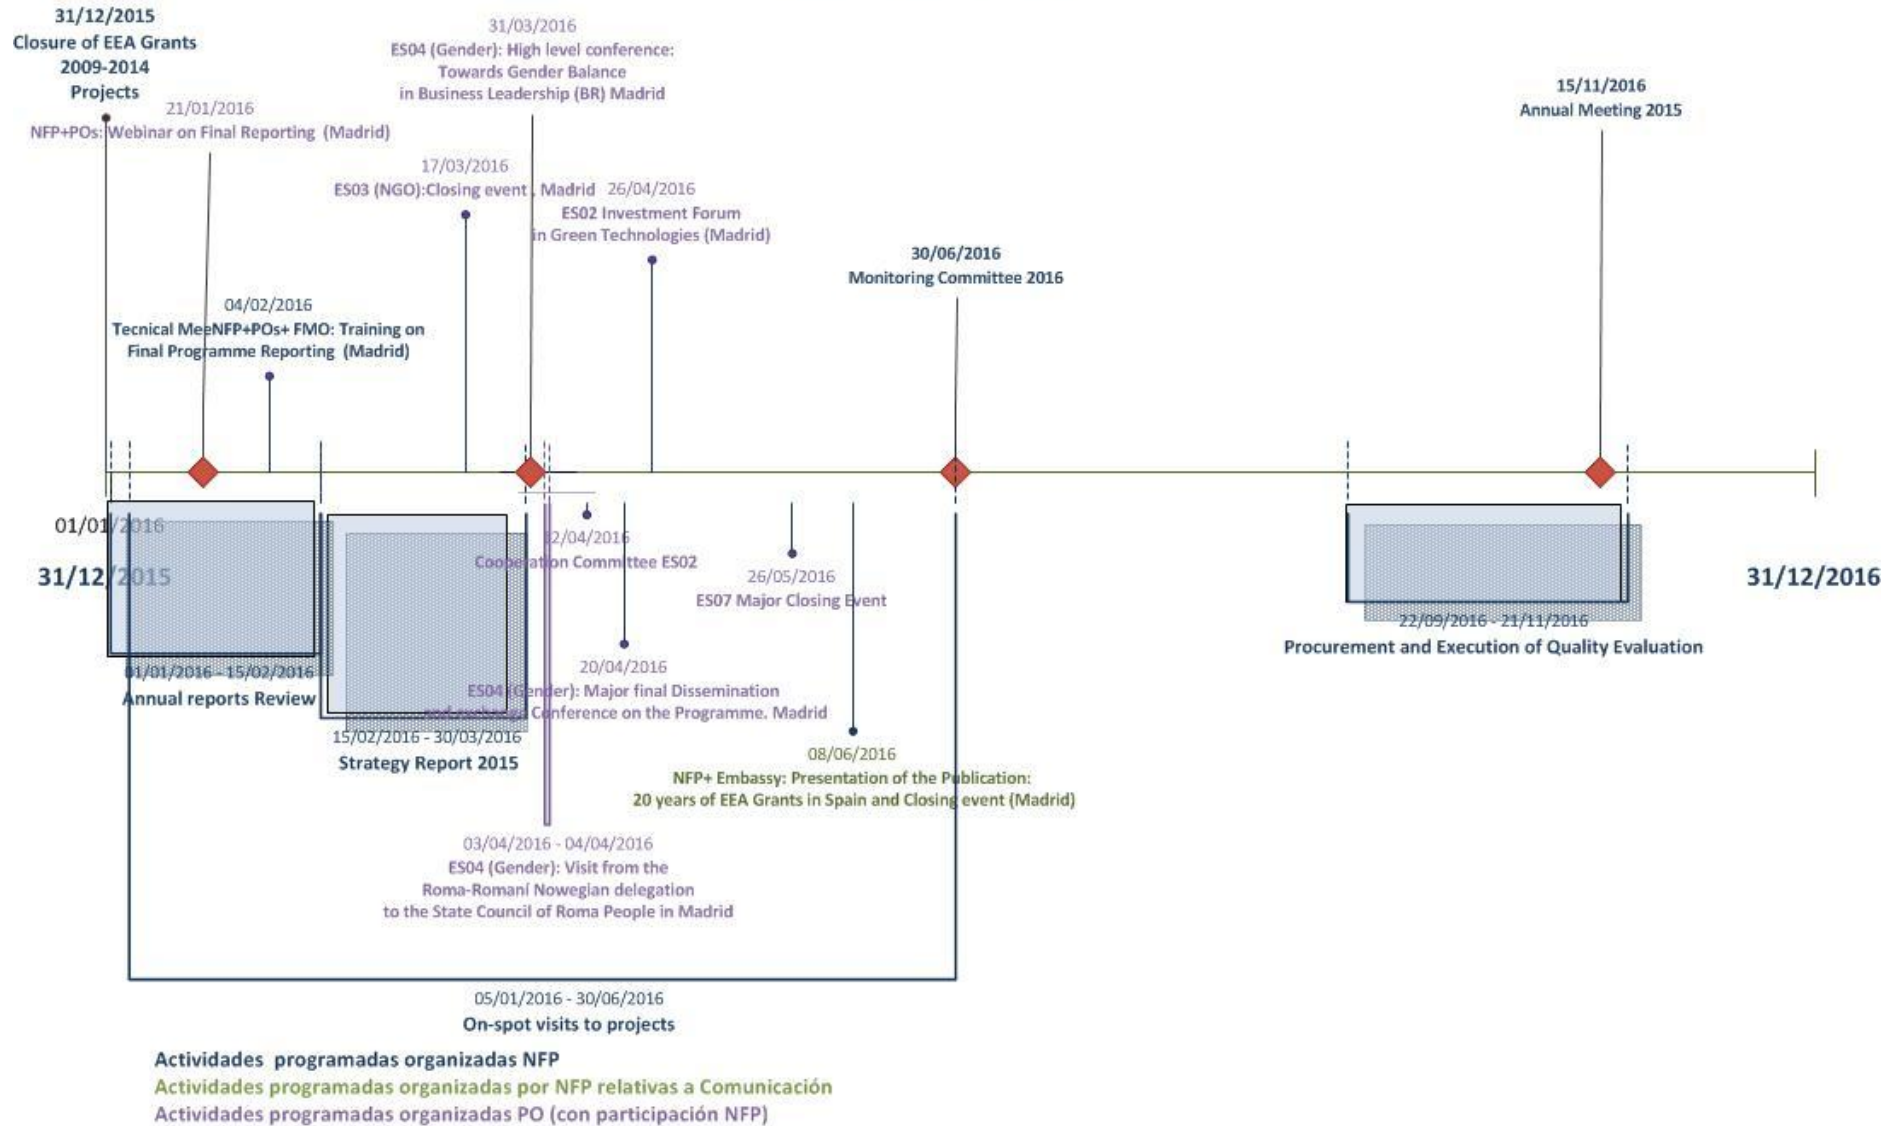 31/12/2015
Closure of EEA Grants
2009-2014
Projects
21/01/2016
NFP+POs: Webinar on Final Reporting (Madrid)
31/03/2016
ES04 (Gender): High level conference:
Towards Gender Balance
in Business Leadership (BR) Madrid
17/03/2016
ES03 (NGO):Closing event , Madrid
26/04/2016
ES02 Investment Forum
in Green Technologies (Madrid)
15/11/2016
Annual Meeting 2015
30/06/2016
Monitoring Committee 2016
04/02/2016
Tecnical MeeNFP+POs+ FMO: Training on
Final Programme Reporting (Madrid)
01/01/2016
31/12/2015
31/12/2016
12/04/2016
Cooperation Committee ES02
26/05/2016
ES07 Major Closing Event
22/09/2016 - 21/11/2016
Procurement and Execution of Quality Evaluation
01/01/2016 - 15/02/2016
Annual reports Review
20/04/2016
ES04 (Gender): Major final Dissemination
and exchange Conference on the Programme. Madrid
15/02/2016 - 30/03/2016
Strategy Report 2015
08/06/2016
NFP+ Embassy: Presentation of the Publication:
20 years of EEA Grants in Spain and Closing event (Madrid)
03/04/2016 - 04/04/2016
ES04 (Gender): Visit from the
Roma-Romaní Nowegian delegation
to the State Council of Roma People in Madrid
05/01/2016 - 30/06/2016
On-spot visits to projects
Actividades programadas organizadas NFP
Actividades programadas organizadas por NFP relativas a Comunicación
Actividades programadas organizadas PO (con participación NFP)